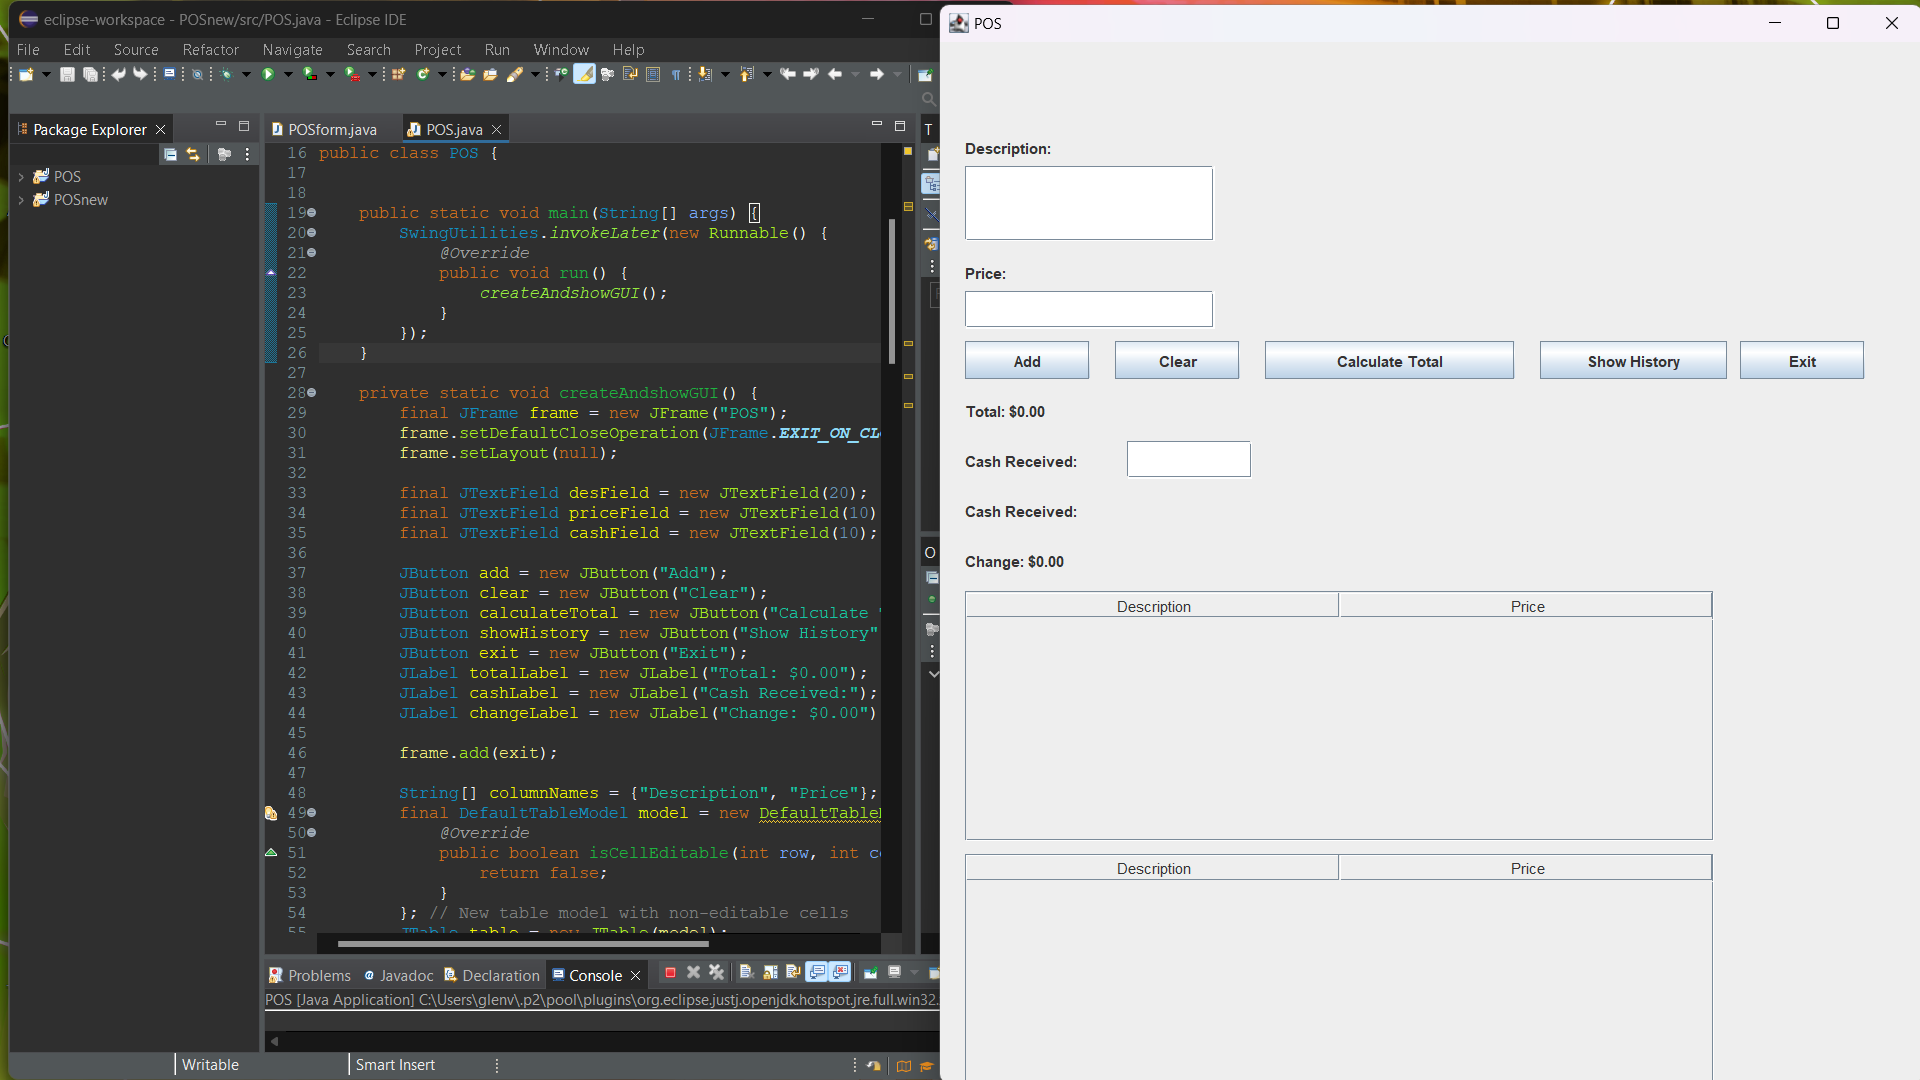 eclipse-workspace - POSnew/src/POS.java - Eclipse IDE
File Edit Source Refactor Navigate Search Project Run Window Help
Package Explorer
POS
POSnew
POSform.java
POS.java
16 public class POS {
17
18
19 public static void main(String[] args) {
20 SwingUtilities.invokeLater(new Runnable() {
21 @Override
22 public void run() {
23 createAndshowGUI();
24 }
25 });
26 }
27
28 private static void createAndshowGUI() {
29 final JFrame frame = new JFrame("POS");
30 frame.setDefaultCloseOperation(JFrame.EXIT_ON_CL
31 frame.setLayout(null);
32
33 final JTextField desField = new JTextField(20);
34 final JTextField priceField = new JTextField(10)
35 final JTextField cashField = new JTextField(10);
36
37 JButton add = new JButton("Add");
38 JButton clear = new JButton("Clear");
39 JButton calculateTotal = new JButton("Calculate
40 JButton showHistory = new JButton("Show History"
41 JButton exit = new JButton("Exit");
42 JLabel totalLabel = new JLabel("Total: $0.00");
43 JLabel cashLabel = new JLabel("Cash Received:");
44 JLabel changeLabel = new JLabel("Change: $0.00")
45
46 frame.add(exit);
47
48 String[] columnNames = {"Description", "Price"};
49 final DefaultTableModel model = new DefaultTable
50 @Override
51 public boolean isCellEditable(int row, int c
52 return false;
53 }
54 }; // New table model with non-editable cells
55 JTable table = new JTable(model);
T
O
Problems Javadoc Declaration Console
POS [Java Application] C:\Users\glenv\.p2\pool\plugins\org.eclipse.justj.openjdk.hotspot.jre.full.win32.
Writable Smart Insert
POS
Description:
Price:
Add Clear Calculate Total Show History Exit
Total: $0.00
Cash Received:
Cash Received:
Change: $0.00
Description Price
Description Price